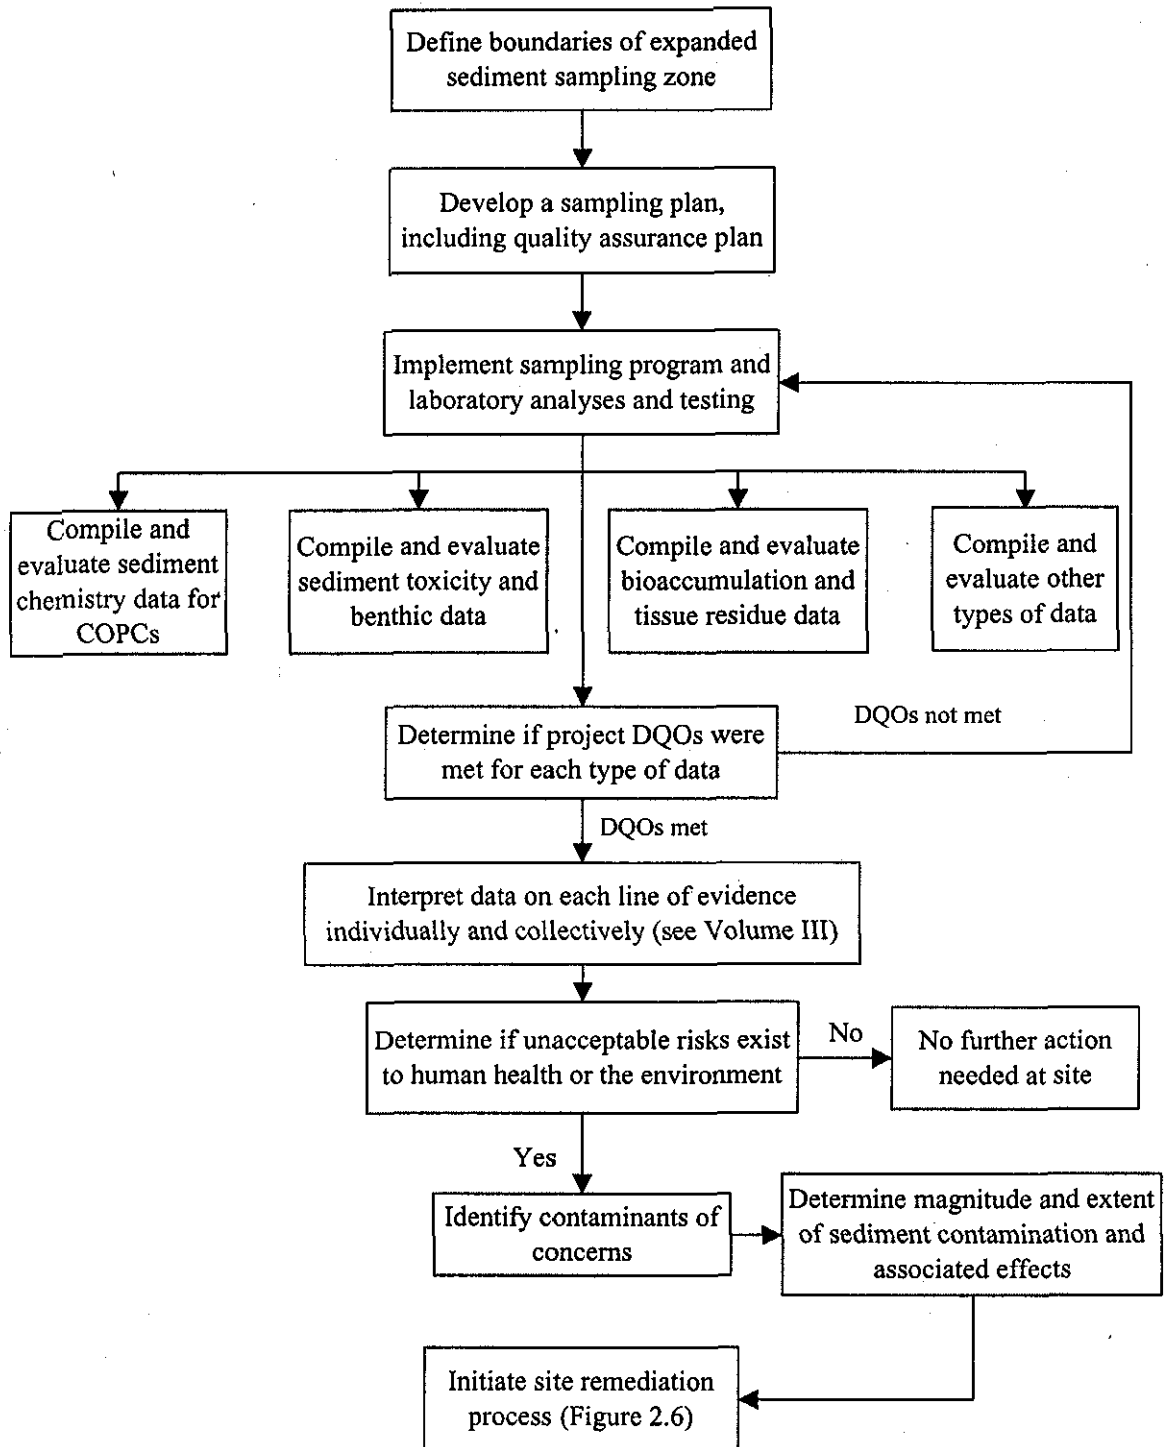 Define boundaries of expanded
sediment sampling zone
Develop a sampling plan,
including quality assurance plan
Implement sampling program and
laboratory analyses and testing
Compile and
evaluate sediment
chemistry data for
COPCs
Compile and evaluate
sediment toxicity and
benthic data
Compile and evaluate
bioaccumulation and
tissue residue data
Compile and
evaluate other
types of data
Determine if project DQOs were
met for each type of data
DQOs not met
DQOs met
Interpret data on each line of evidence
individually and collectively (see Volume III)
Determine if unacceptable risks exist
to human health or the environment
No
No further action
needed at site
Yes
Identify contaminants of
concerns
Determine magnitude and extent
of sediment contamination and
associated effects
Initiate site remediation
process (Figure 2.6)